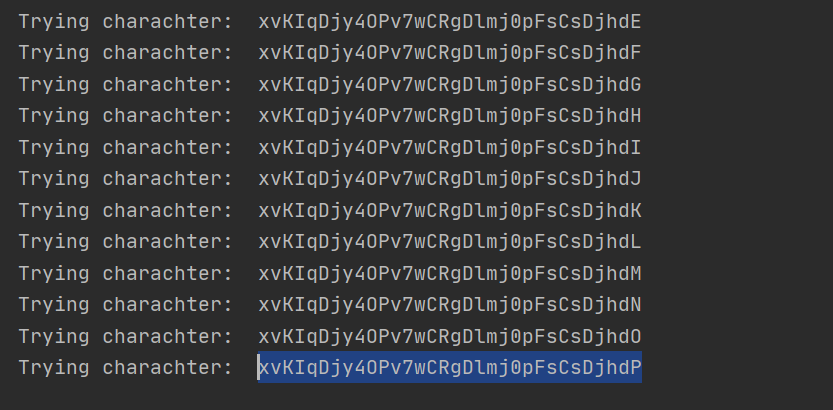 Trying charachter:  xvKIqDjy4OPv7wCRgDlmj0pFsCsDjhdE
Trying charachter:  xvKIqDjy4OPv7wCRgDlmj0pFsCsDjhdF
Trying charachter:  xvKIqDjy4OPv7wCRgDlmj0pFsCsDjhdG
Trying charachter:  xvKIqDjy4OPv7wCRgDlmj0pFsCsDjhdH
Trying charachter:  xvKIqDjy4OPv7wCRgDlmj0pFsCsDjhdI
Trying charachter:  xvKIqDjy4OPv7wCRgDlmj0pFsCsDjhdJ
Trying charachter:  xvKIqDjy4OPv7wCRgDlmj0pFsCsDjhdK
Trying charachter:  xvKIqDjy4OPv7wCRgDlmj0pFsCsDjhdL
Trying charachter:  xvKIqDjy4OPv7wCRgDlmj0pFsCsDjhdM
Trying charachter:  xvKIqDjy4OPv7wCRgDlmj0pFsCsDjhdN
Trying charachter:  xvKIqDjy4OPv7wCRgDlmj0pFsCsDjhdO
Trying charachter:  xvKIqDjy4OPv7wCRgDlmj0pFsCsDjhdP